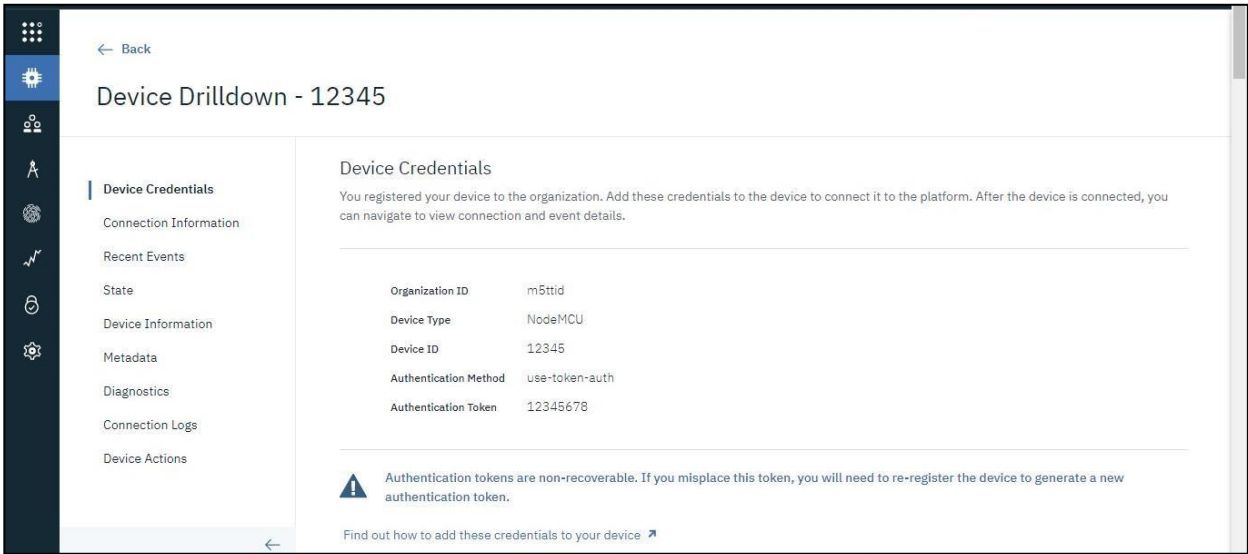 Back
Device Drilldown - 12345
Device Credentials
Connection Information
Recent Events
State
Device Information
Metadata
Diagnostics
Connection Logs
Device Actions
Device Credentials
You registered your device to the organization. Add these credentials to the device to connect it to the platform. After the device is connected, you
can navigate to view connection and event details.
Organization ID m5ttid
Device Type NodeMCU
Device ID 12345
Authentication Method use-token-auth
Authentication Token 12345678
Authentication tokens are non-recoverable. If you misplace this token, you will need to re-register the device to generate a new
authentication token.
Find out how to add these credentials to your device